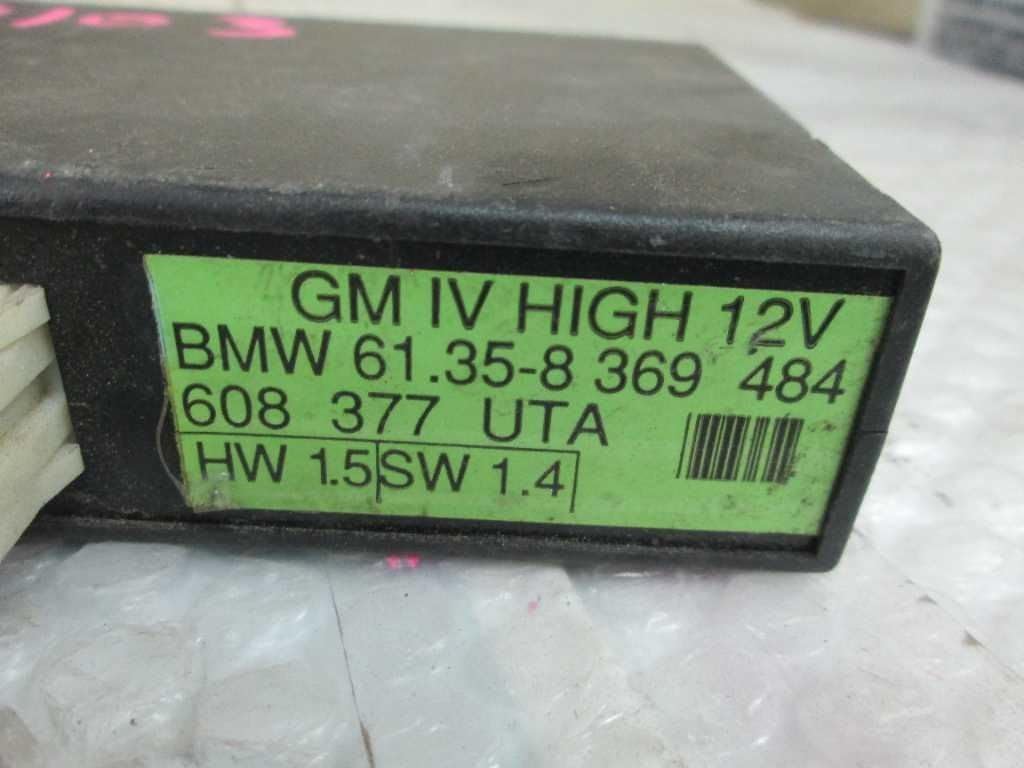 GM IV HIGH 12V
BMW 61.35-8 369 484
608 377 UTA
HW 1.5 SW 1.4